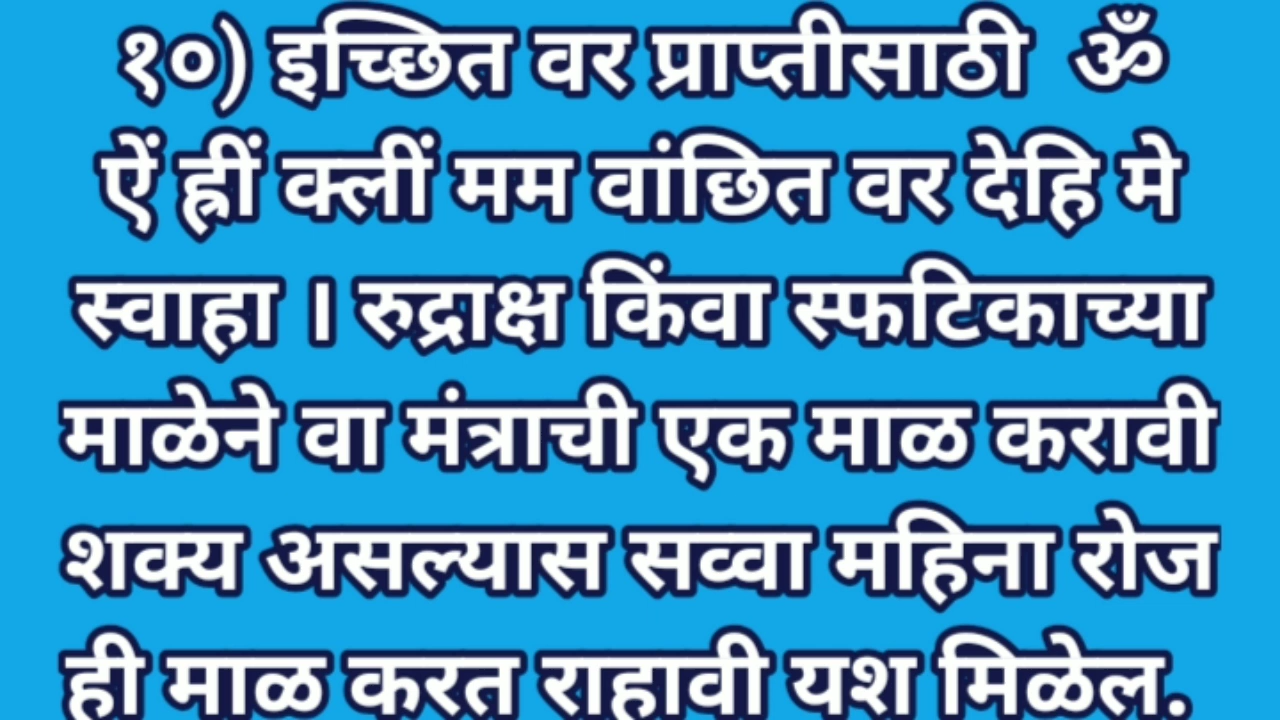 १०) इच्छित वर प्राप्तीसाठी ॐ
ऐं ह्रीं क्लीं मम वांछित वर देहि मे
स्वाहा । रुद्राक्ष किंवा स्फटिकाच्या
माळेने वा मंत्राची एक माळ करावी
शक्य असल्यास सव्वा महिना रोज
ही माळ करत राहावी यश मिळेल.